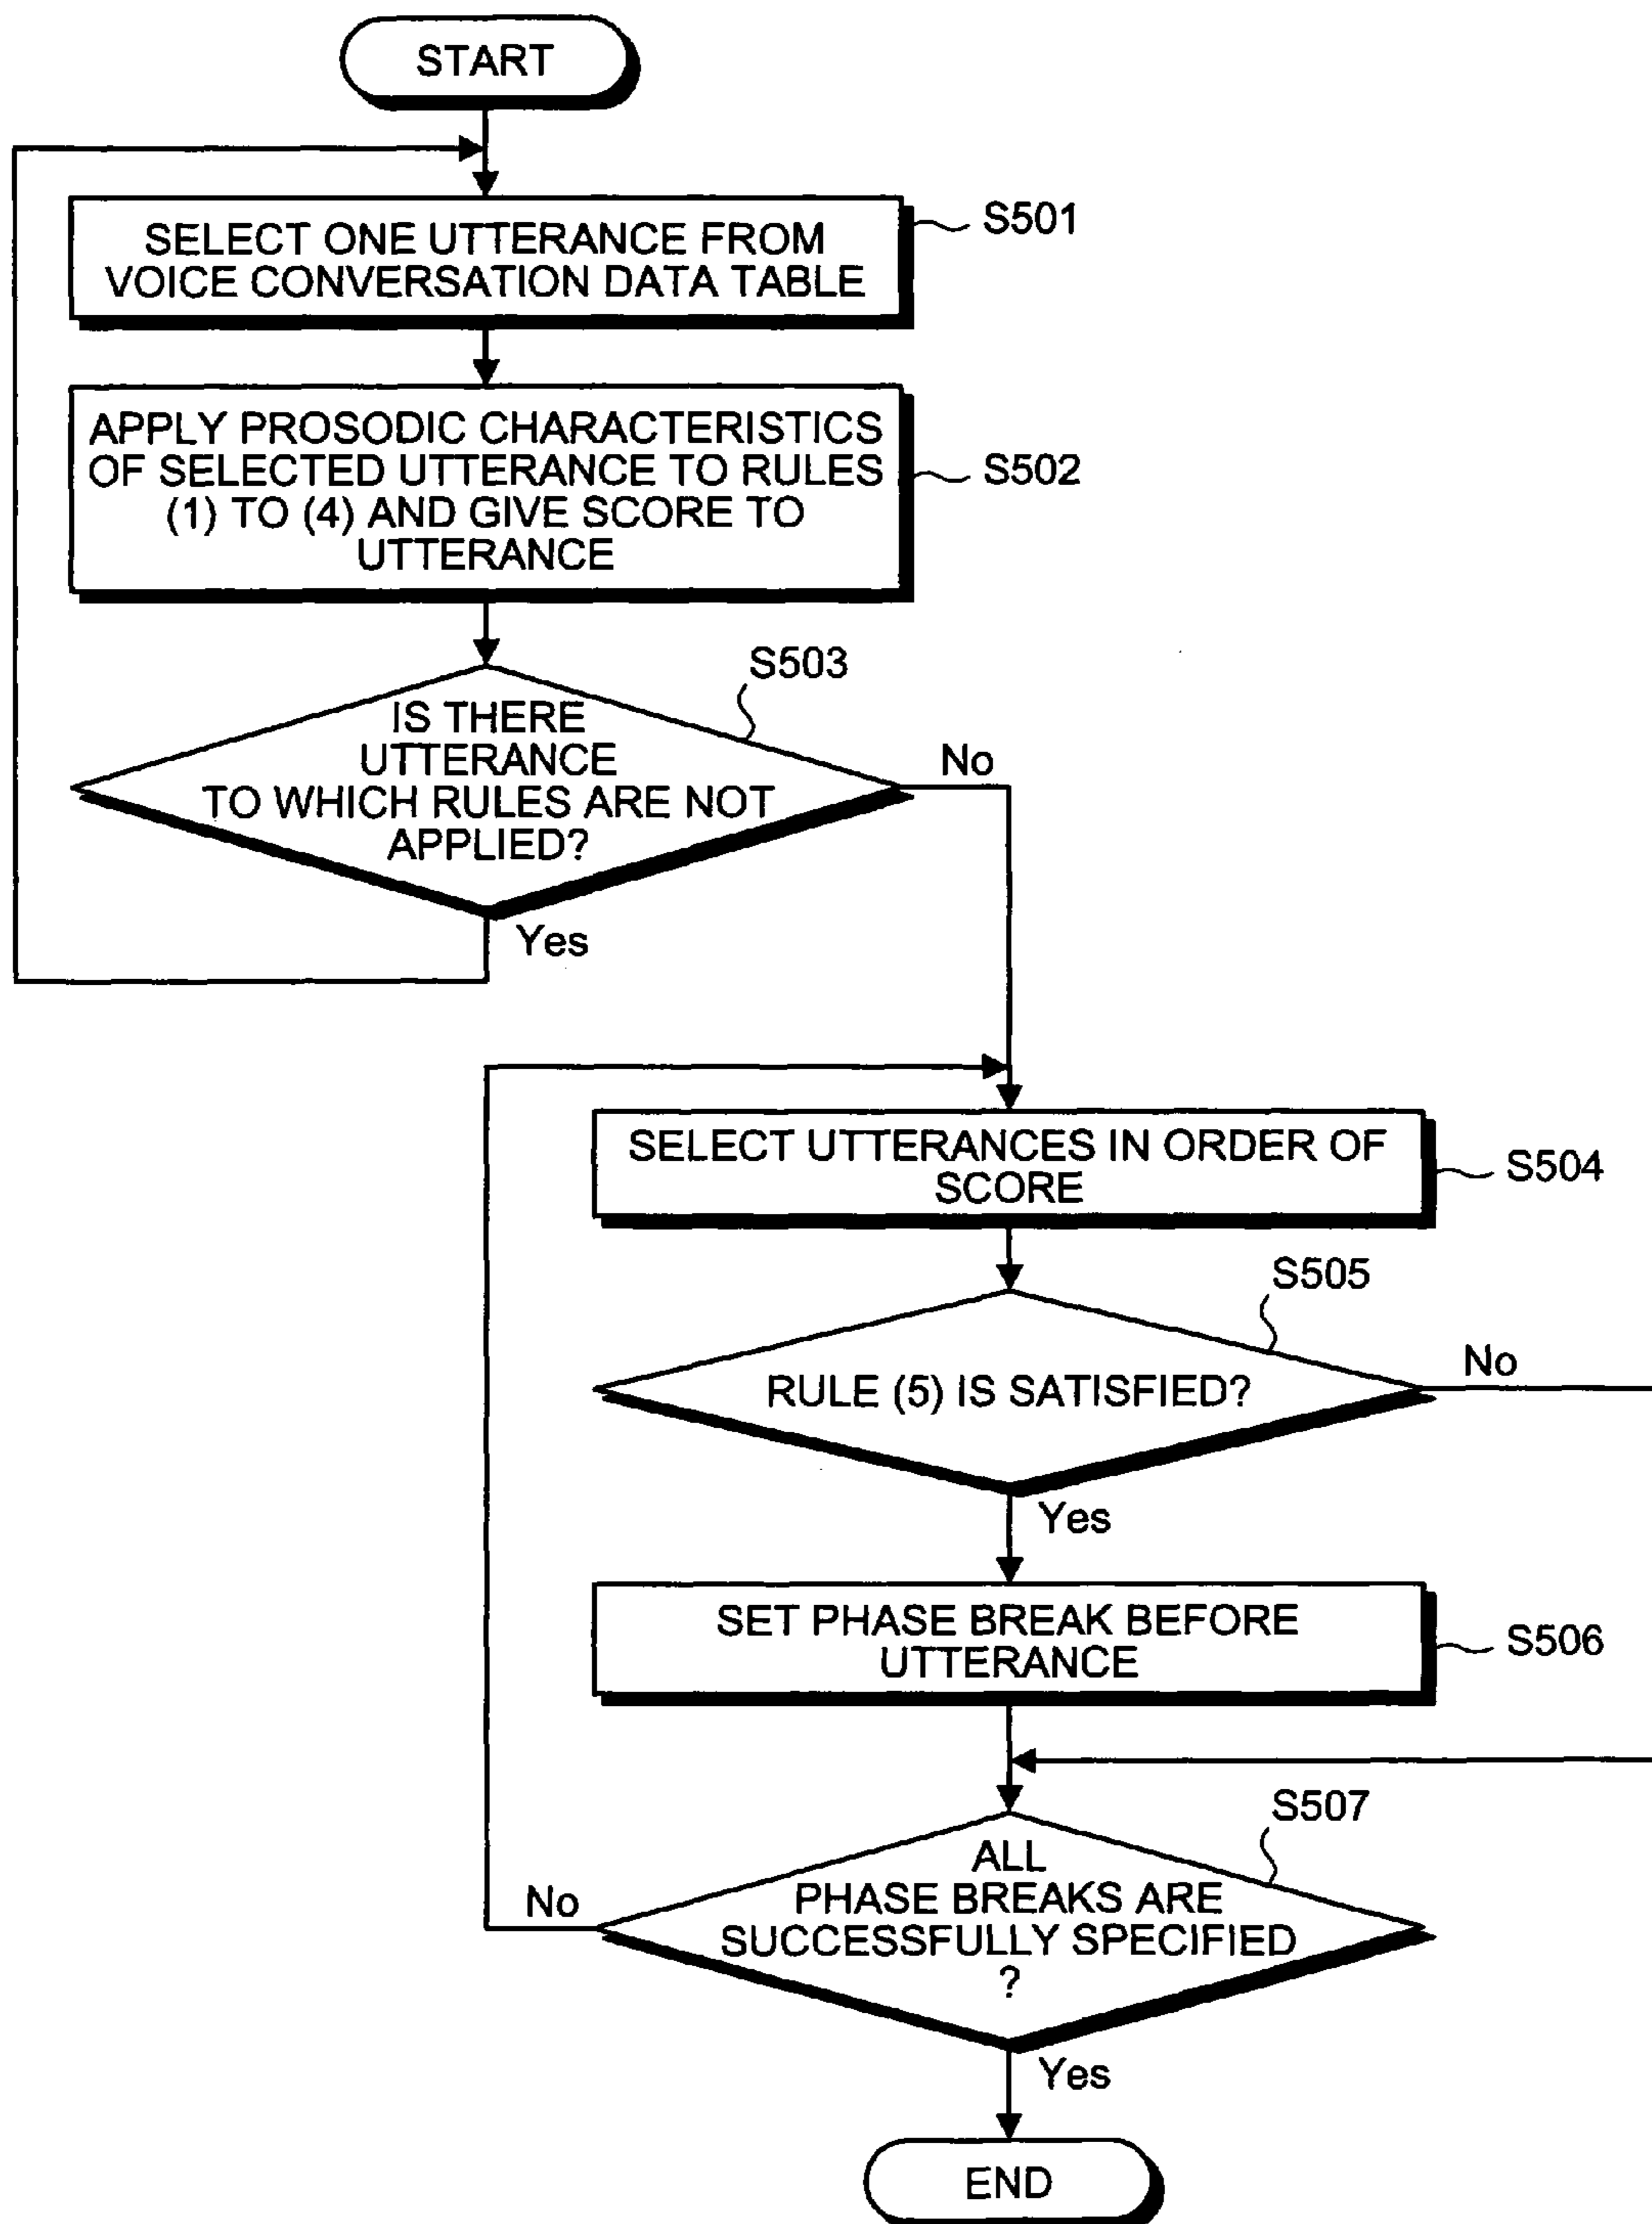 START
SELECT ONE UTTERANCE FROM
VOICE CONVERSATION DATA TABLE
S501
APPLY PROSODIC CHARACTERISTICS
OF SELECTED UTTERANCE TO RULES
(1) TO (4) AND GIVE SCORE TO
UTTERANCE
S502
S503
IS THERE
UTTERANCE
TO WHICH RULES ARE NOT
APPLIED?
No
Yes
SELECT UTTERANCES IN ORDER OF
SCORE
S504
S505
RULE (5) IS SATISFIED?
No
Yes
SET PHASE BREAK BEFORE
UTTERANCE
S506
S507
ALL
PHASE BREAKS ARE
SUCCESSFULLY SPECIFIED
?
No
Yes
END